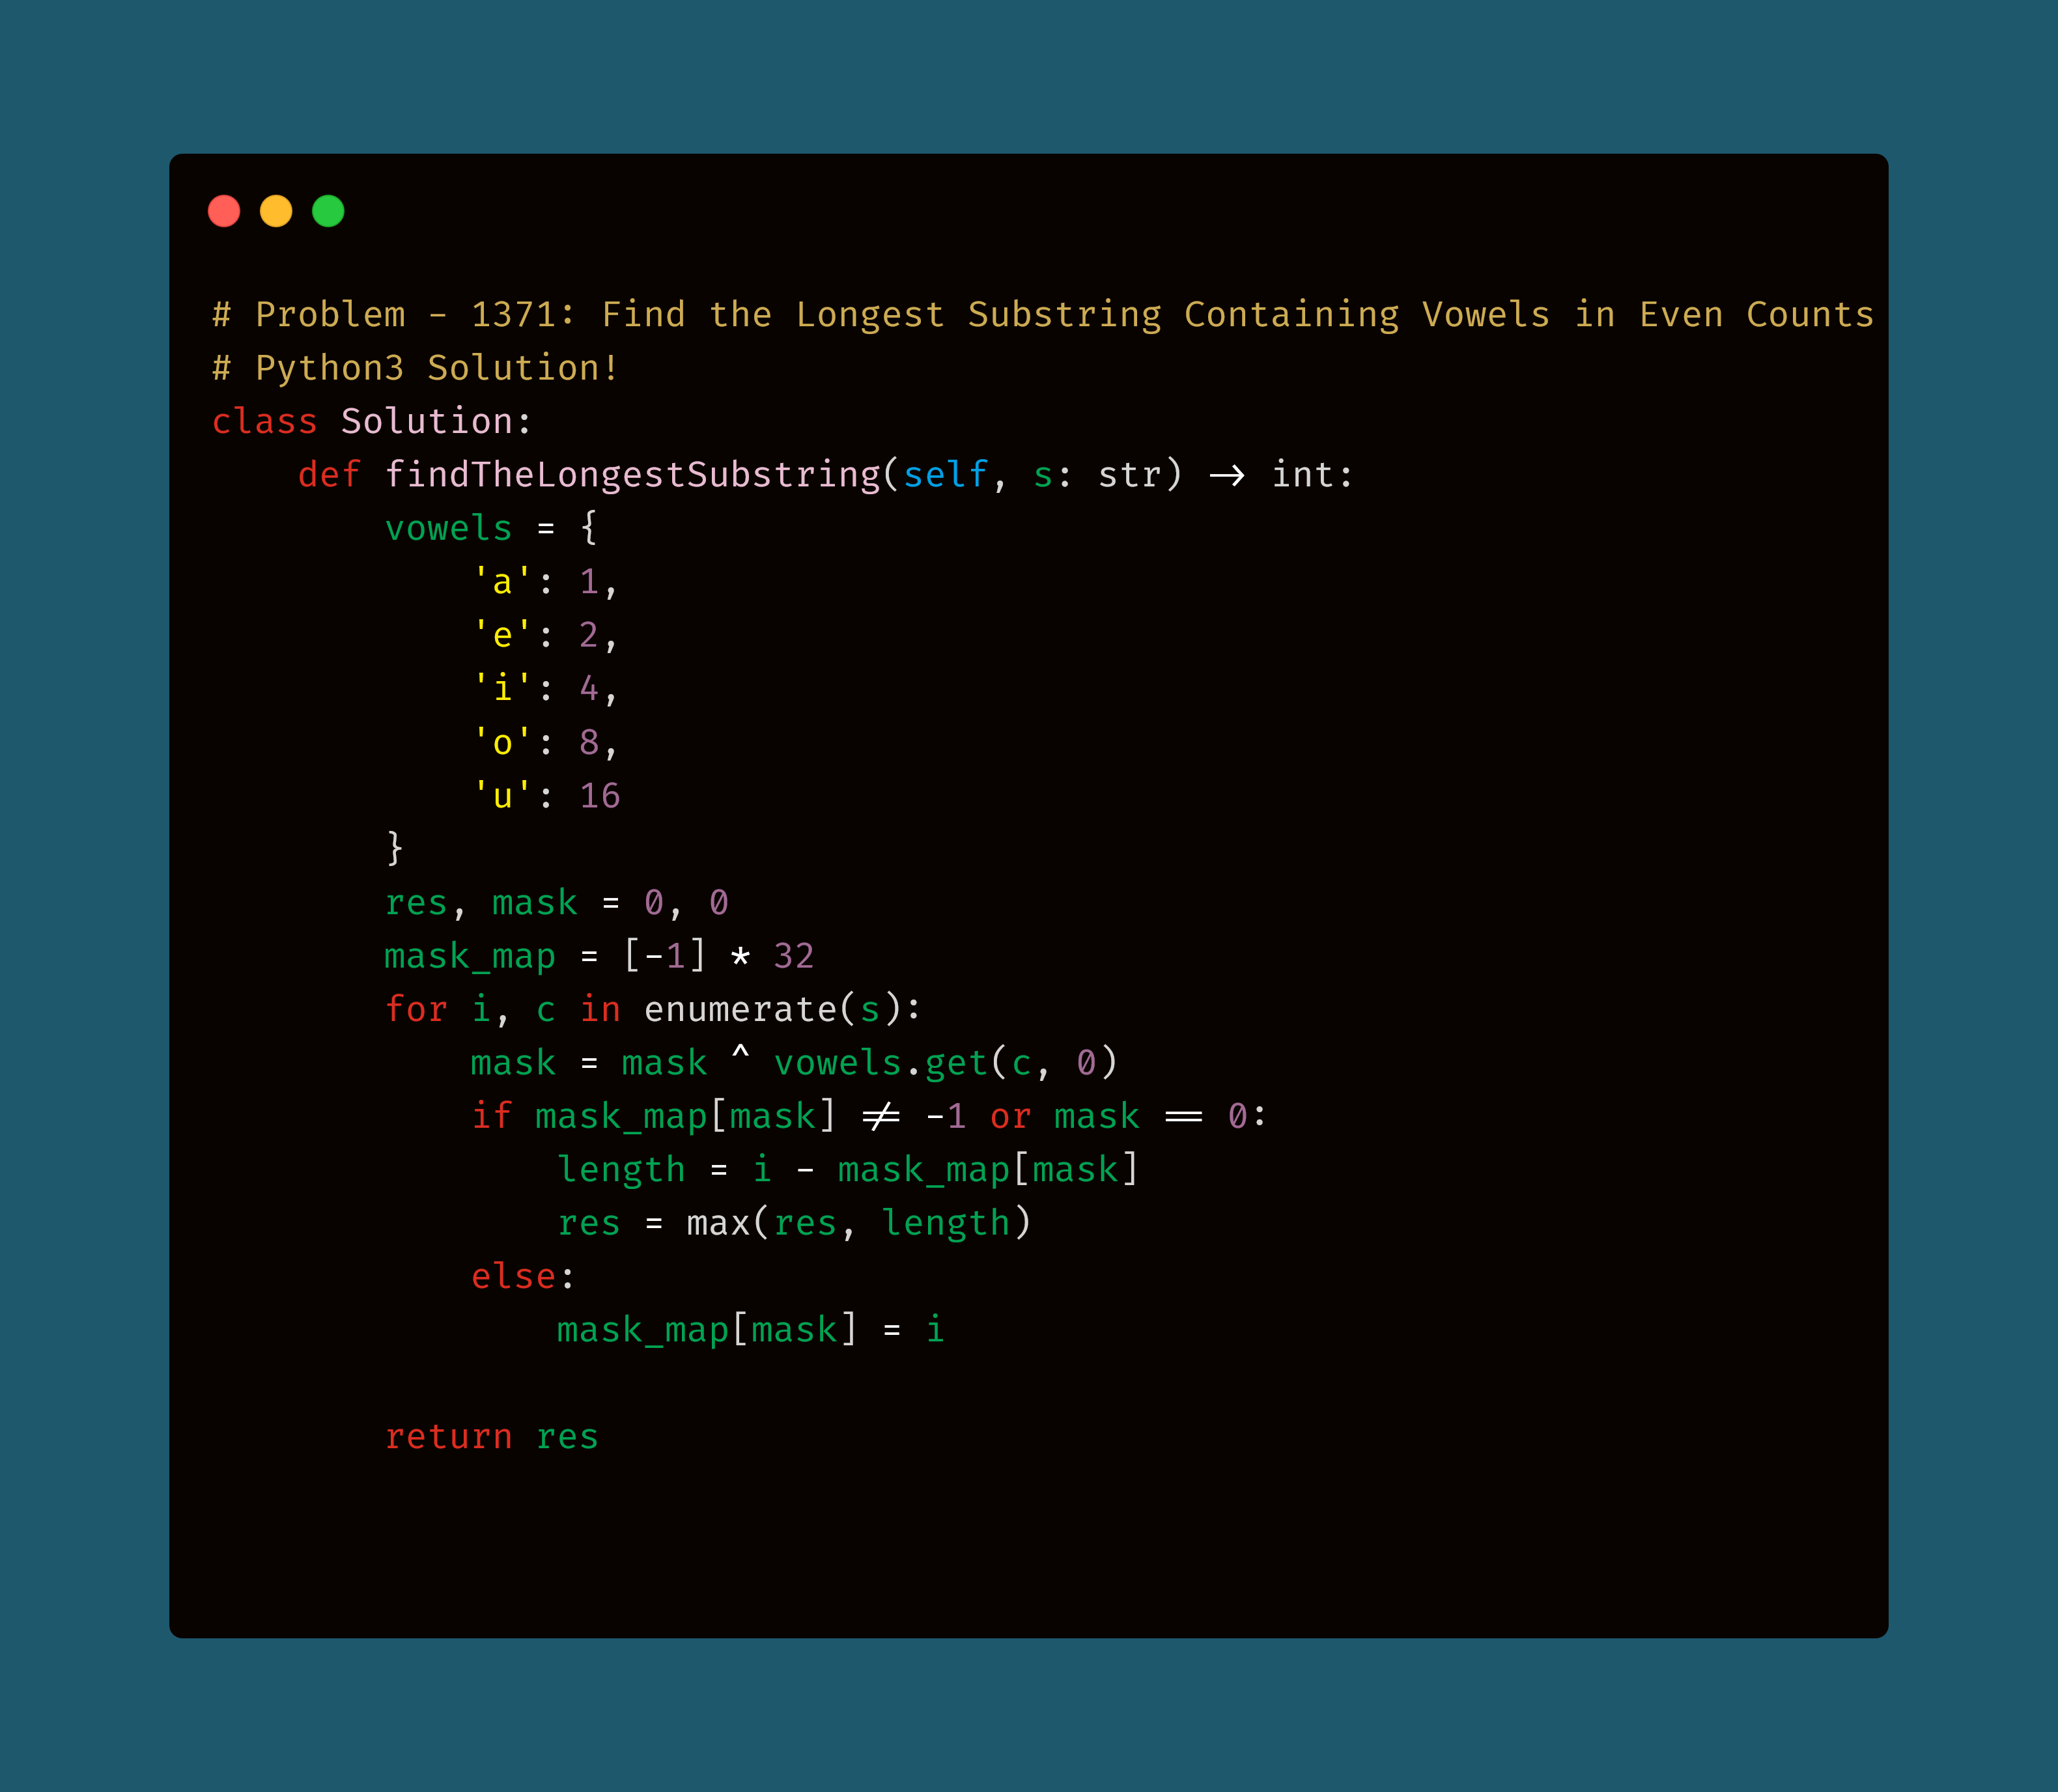 # Problem - 1371: Find the Longest Substring Containing Vowels in Even Counts
# Python3 Solution!
class Solution:
    def findTheLongestSubstring(self, s: str) -> int:
        vowels = {
            'a': 1,
            'e': 2,
            'i': 4,
            'o': 8,
            'u': 16
        }
        res, mask = 0, 0
        mask_map = [-1] * 32
        for i, c in enumerate(s):
            mask = mask ^ vowels.get(c, 0)
            if mask_map[mask] != -1 or mask == 0:
                length = i - mask_map[mask]
                res = max(res, length)
            else:
                mask_map[mask] = i

        return res